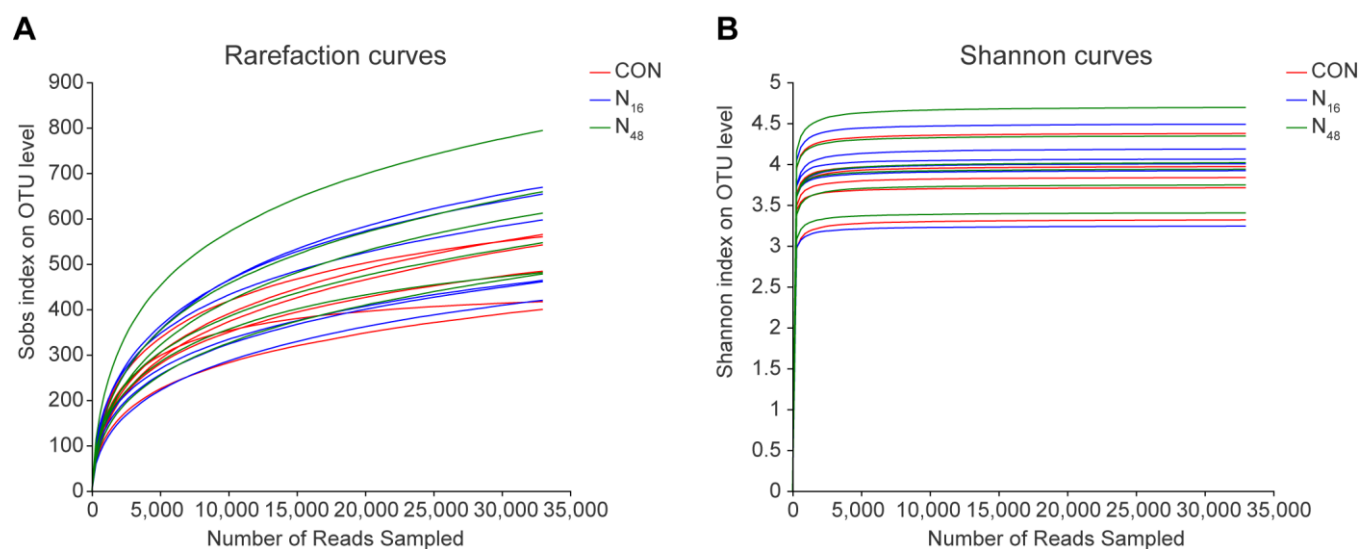 A
Rarefaction curves
Sobs index on OTU level
900
800
700
600
500
400
300
200
100
0
0 5,000 10,000 15,000 20,000 25,000 30,000 35,000
Number of Reads Sampled
CON
N16
N48
B
Shannon curves
Shannon index on OTU level
5
4.5
4
3.5
3
2.5
2
1.5
1
0.5
0
0 5,000 10,000 15,000 20,000 25,000 30,000 35,000
Number of Reads Sampled
CON
N16
N48